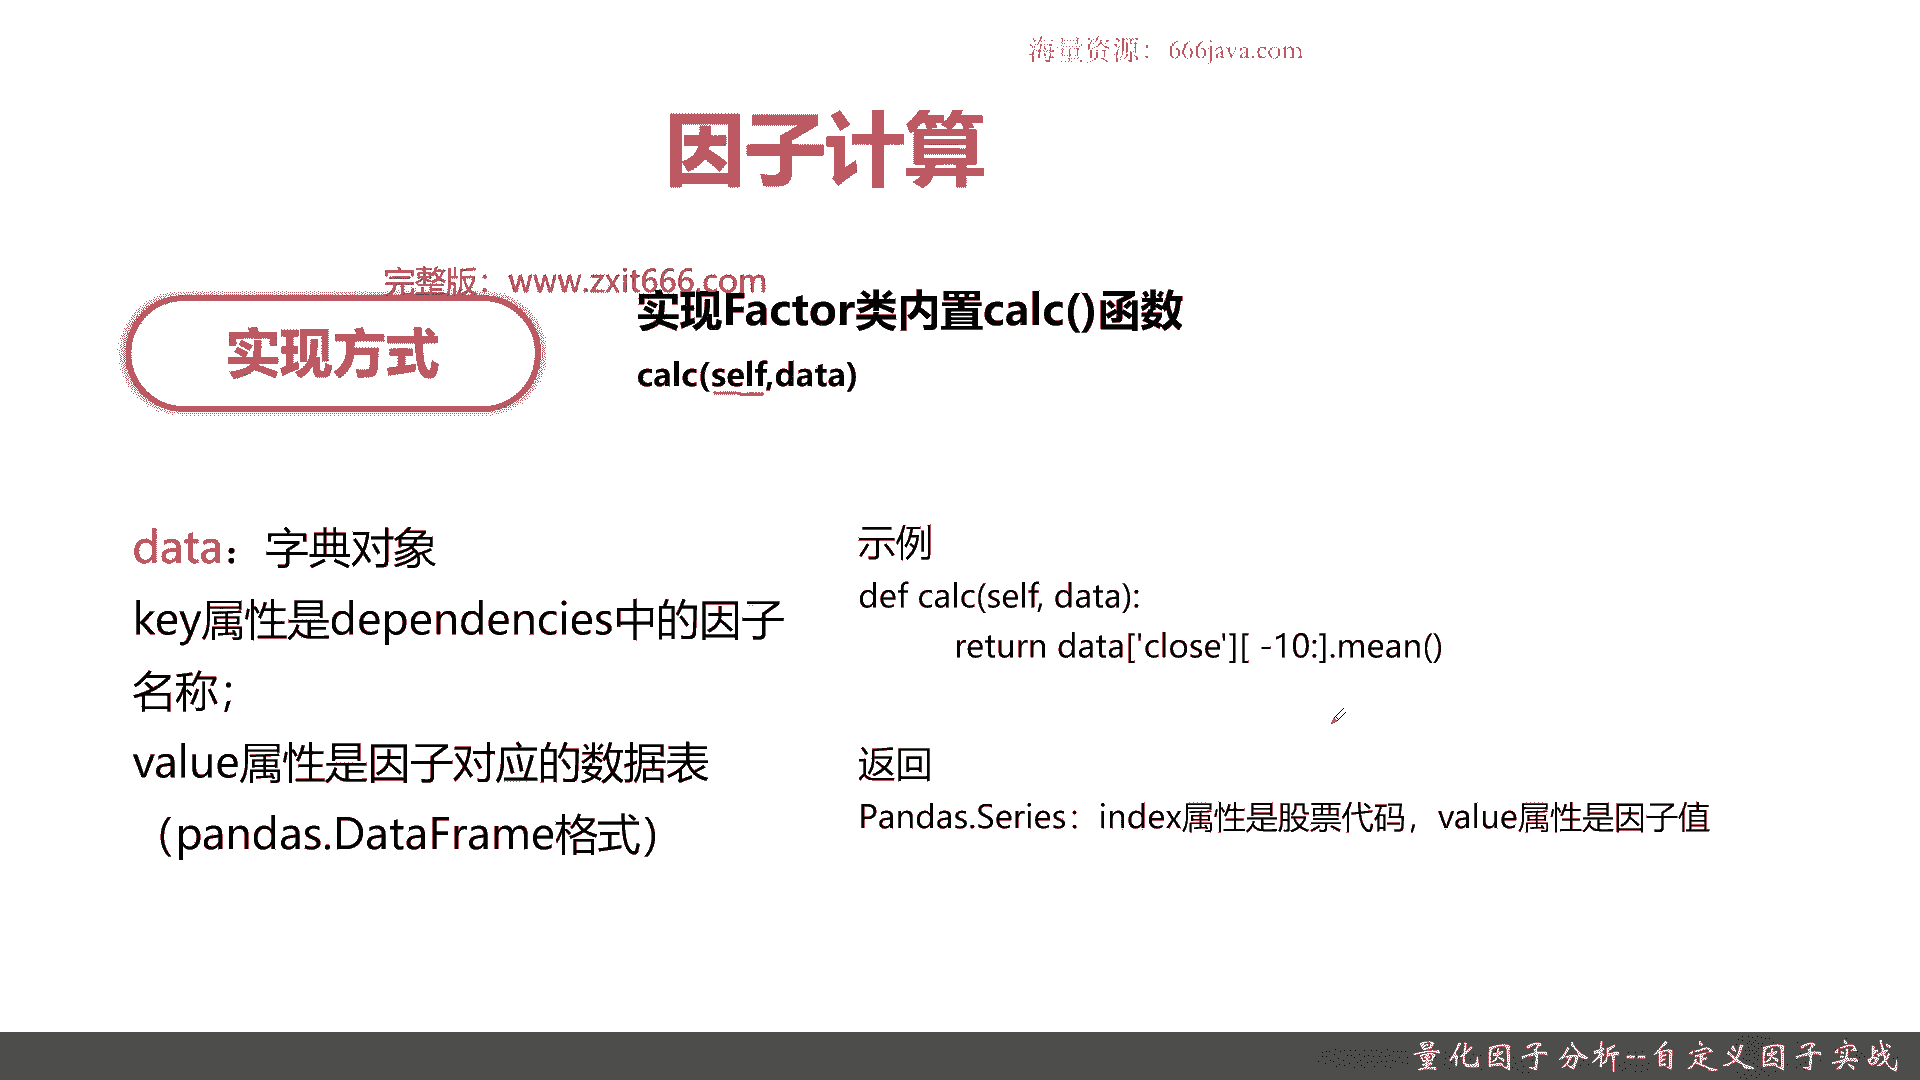 海量资源：666java.com
因子计算
完整版：www.zxit666.com
实现方式
实现Factor类内置calc()函数
calc(self,data)
data：字典对象
key属性是dependencies中的因子
名称；
value属性是因子对应的数据表
（pandas.DataFrame格式）
示例
def calc(self, data):
return data['close'][ -10:].mean()
返回
Pandas.Series：index属性是股票代码，value属性是因子值
量化因子分析--自定义因子实战